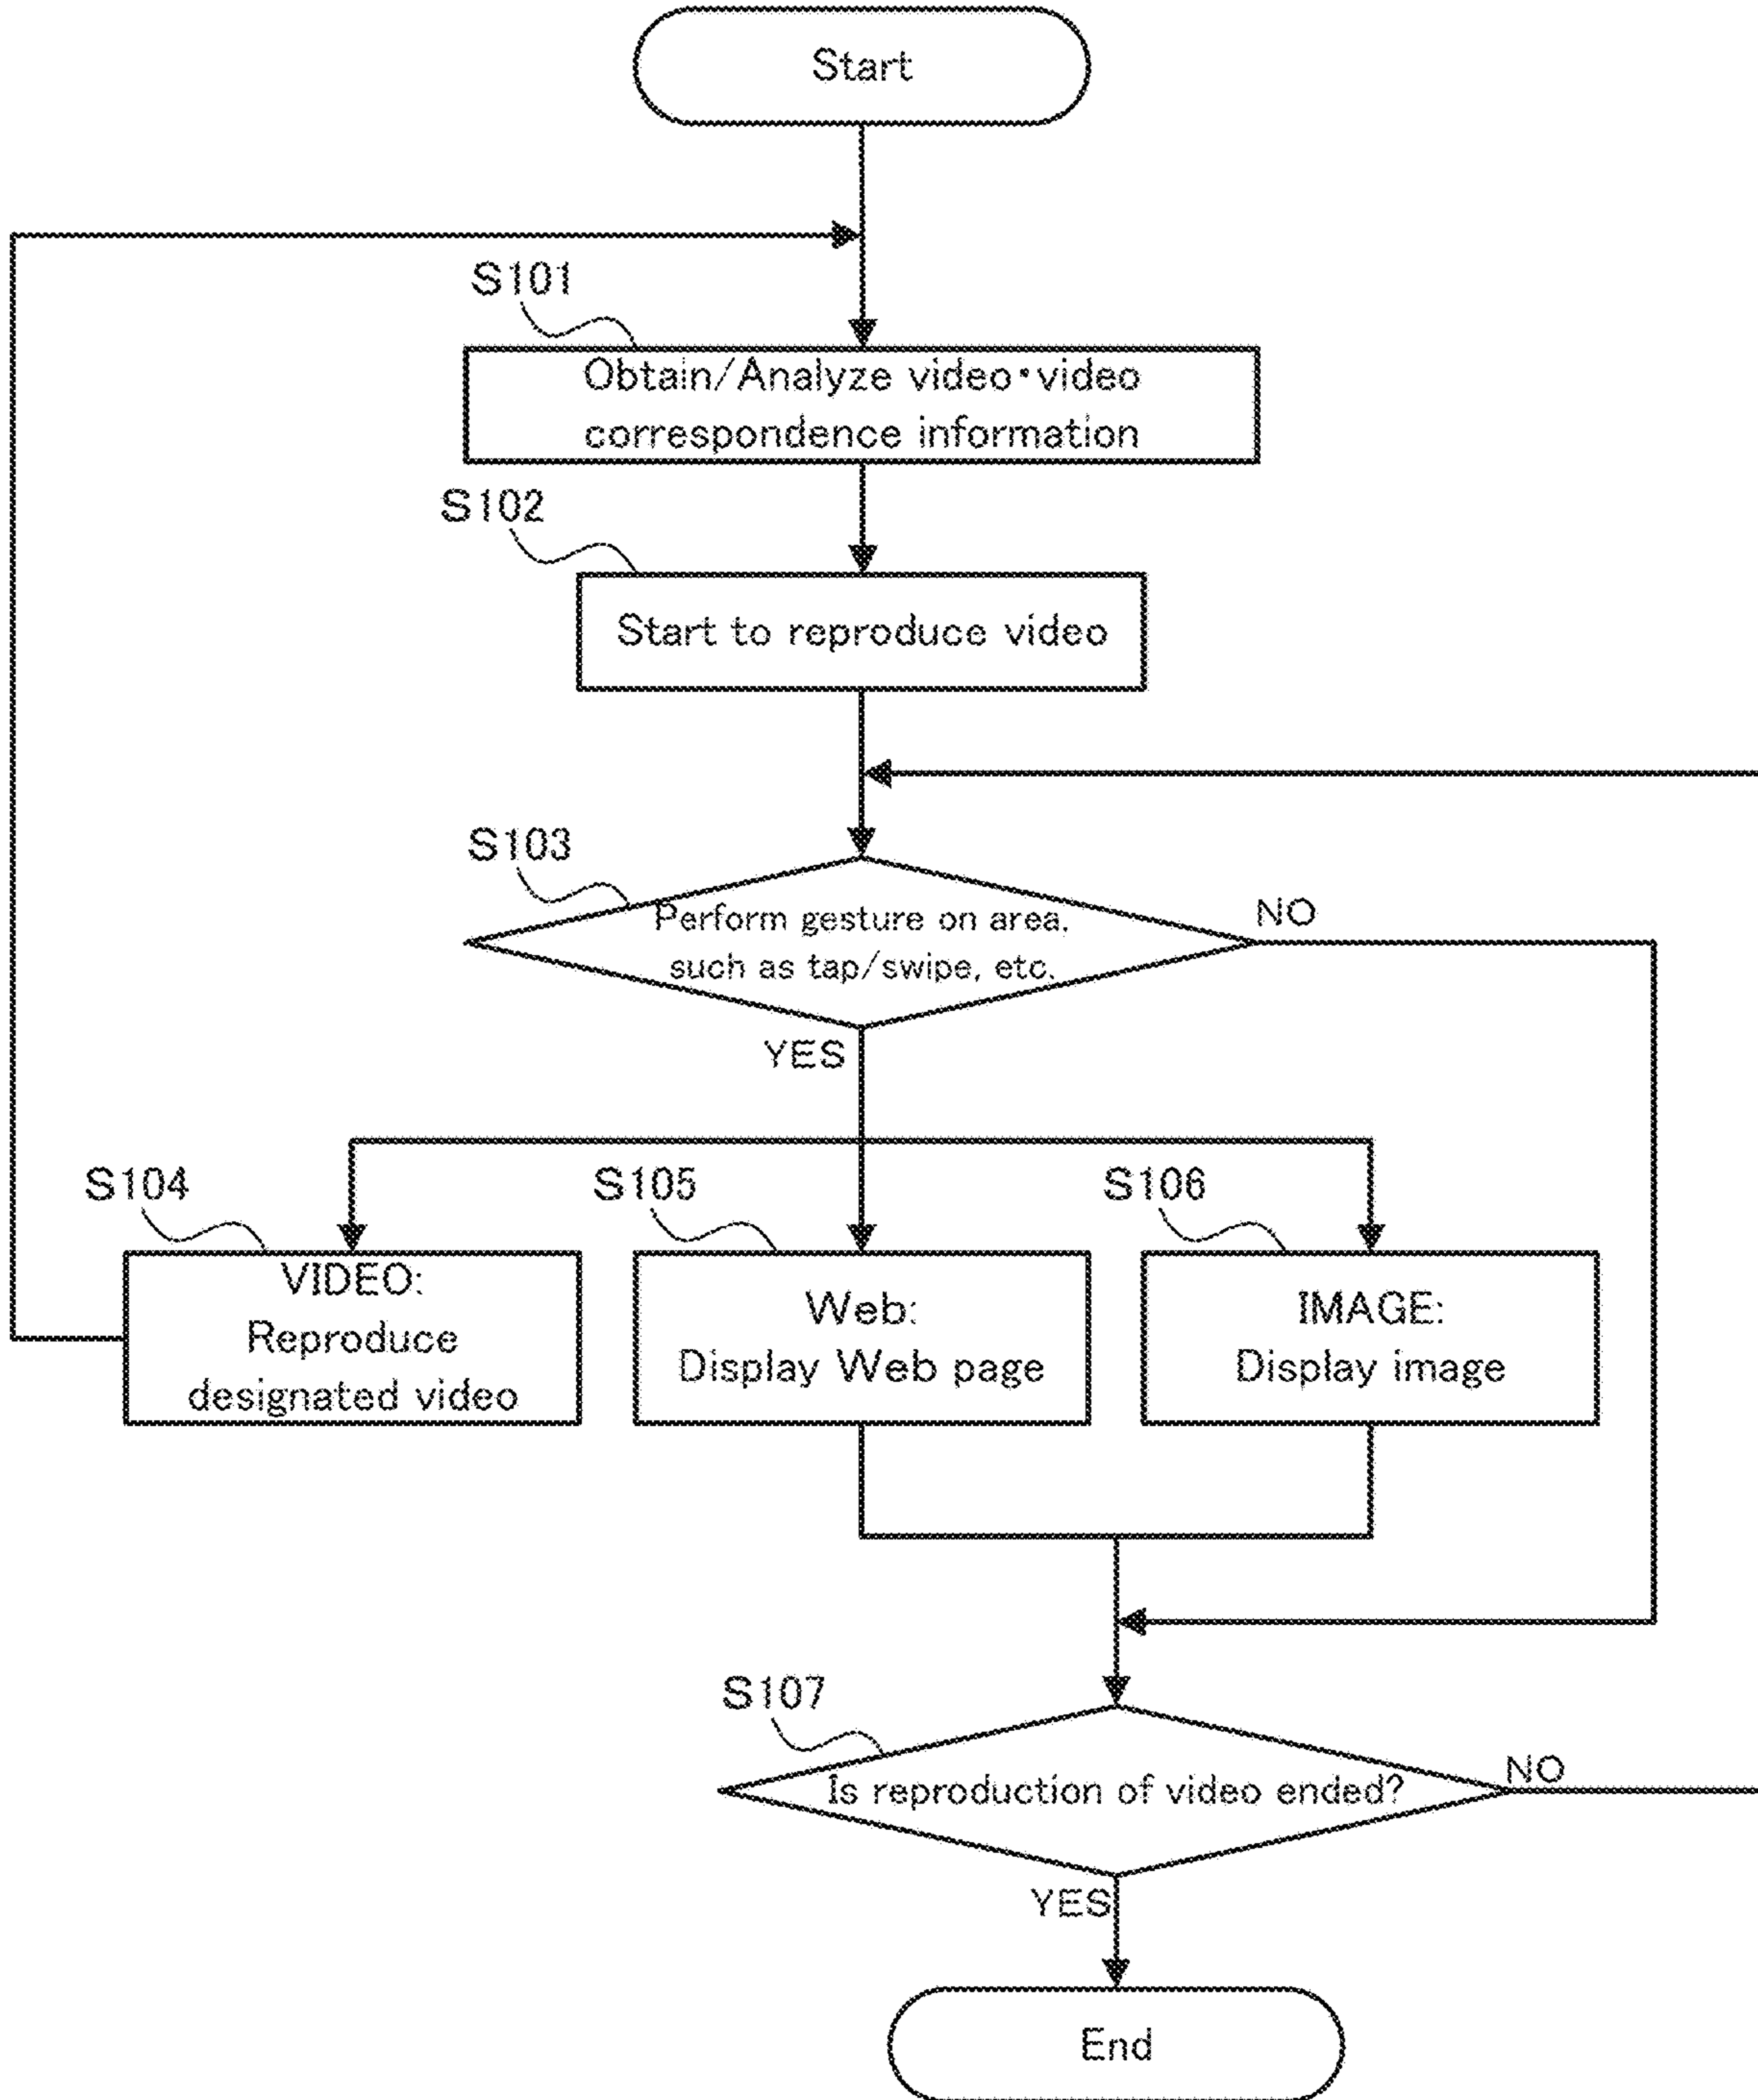 Start
S101
Obtain/Analyze video・video
correspondence information
S102
Start to reproduce video
S103
Perform gesture on area,
such as tap/swipe, etc.
NO
YES
S104
VIDEO:
Reproduce
designated video
S105
Web:
Display Web page
S106
IMAGE:
Display image
S107
Is reproduction of video ended?
NO
YES
End